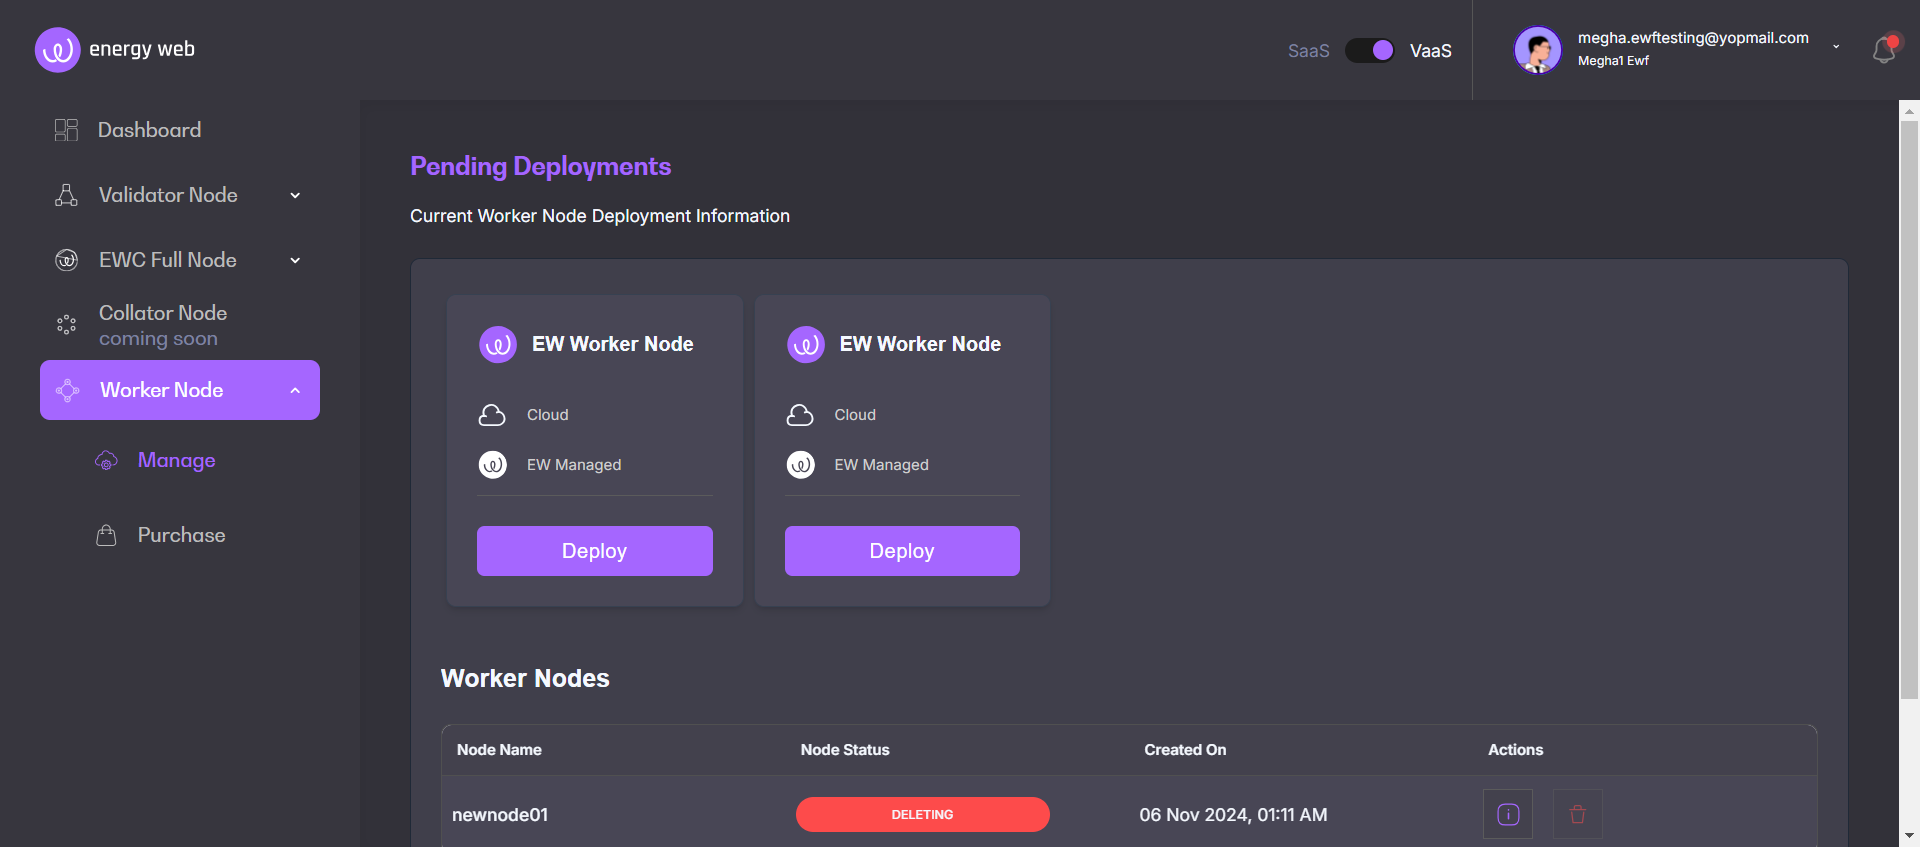 energy web
SaaS
VaaS
megha.ewftesting@yopmail.com
Megha1 Ewf
Dashboard
Validator Node
EWC Full Node
Collator Node
coming soon
Worker Node
Manage
Purchase
Pending Deployments
Current Worker Node Deployment Information
EW Worker Node
Cloud
EW Managed
Deploy
EW Worker Node
Cloud
EW Managed
Deploy
Worker Nodes
Node Name Node Status Created On Actions
newnode01 DELETING 06 Nov 2024, 01:11 AM